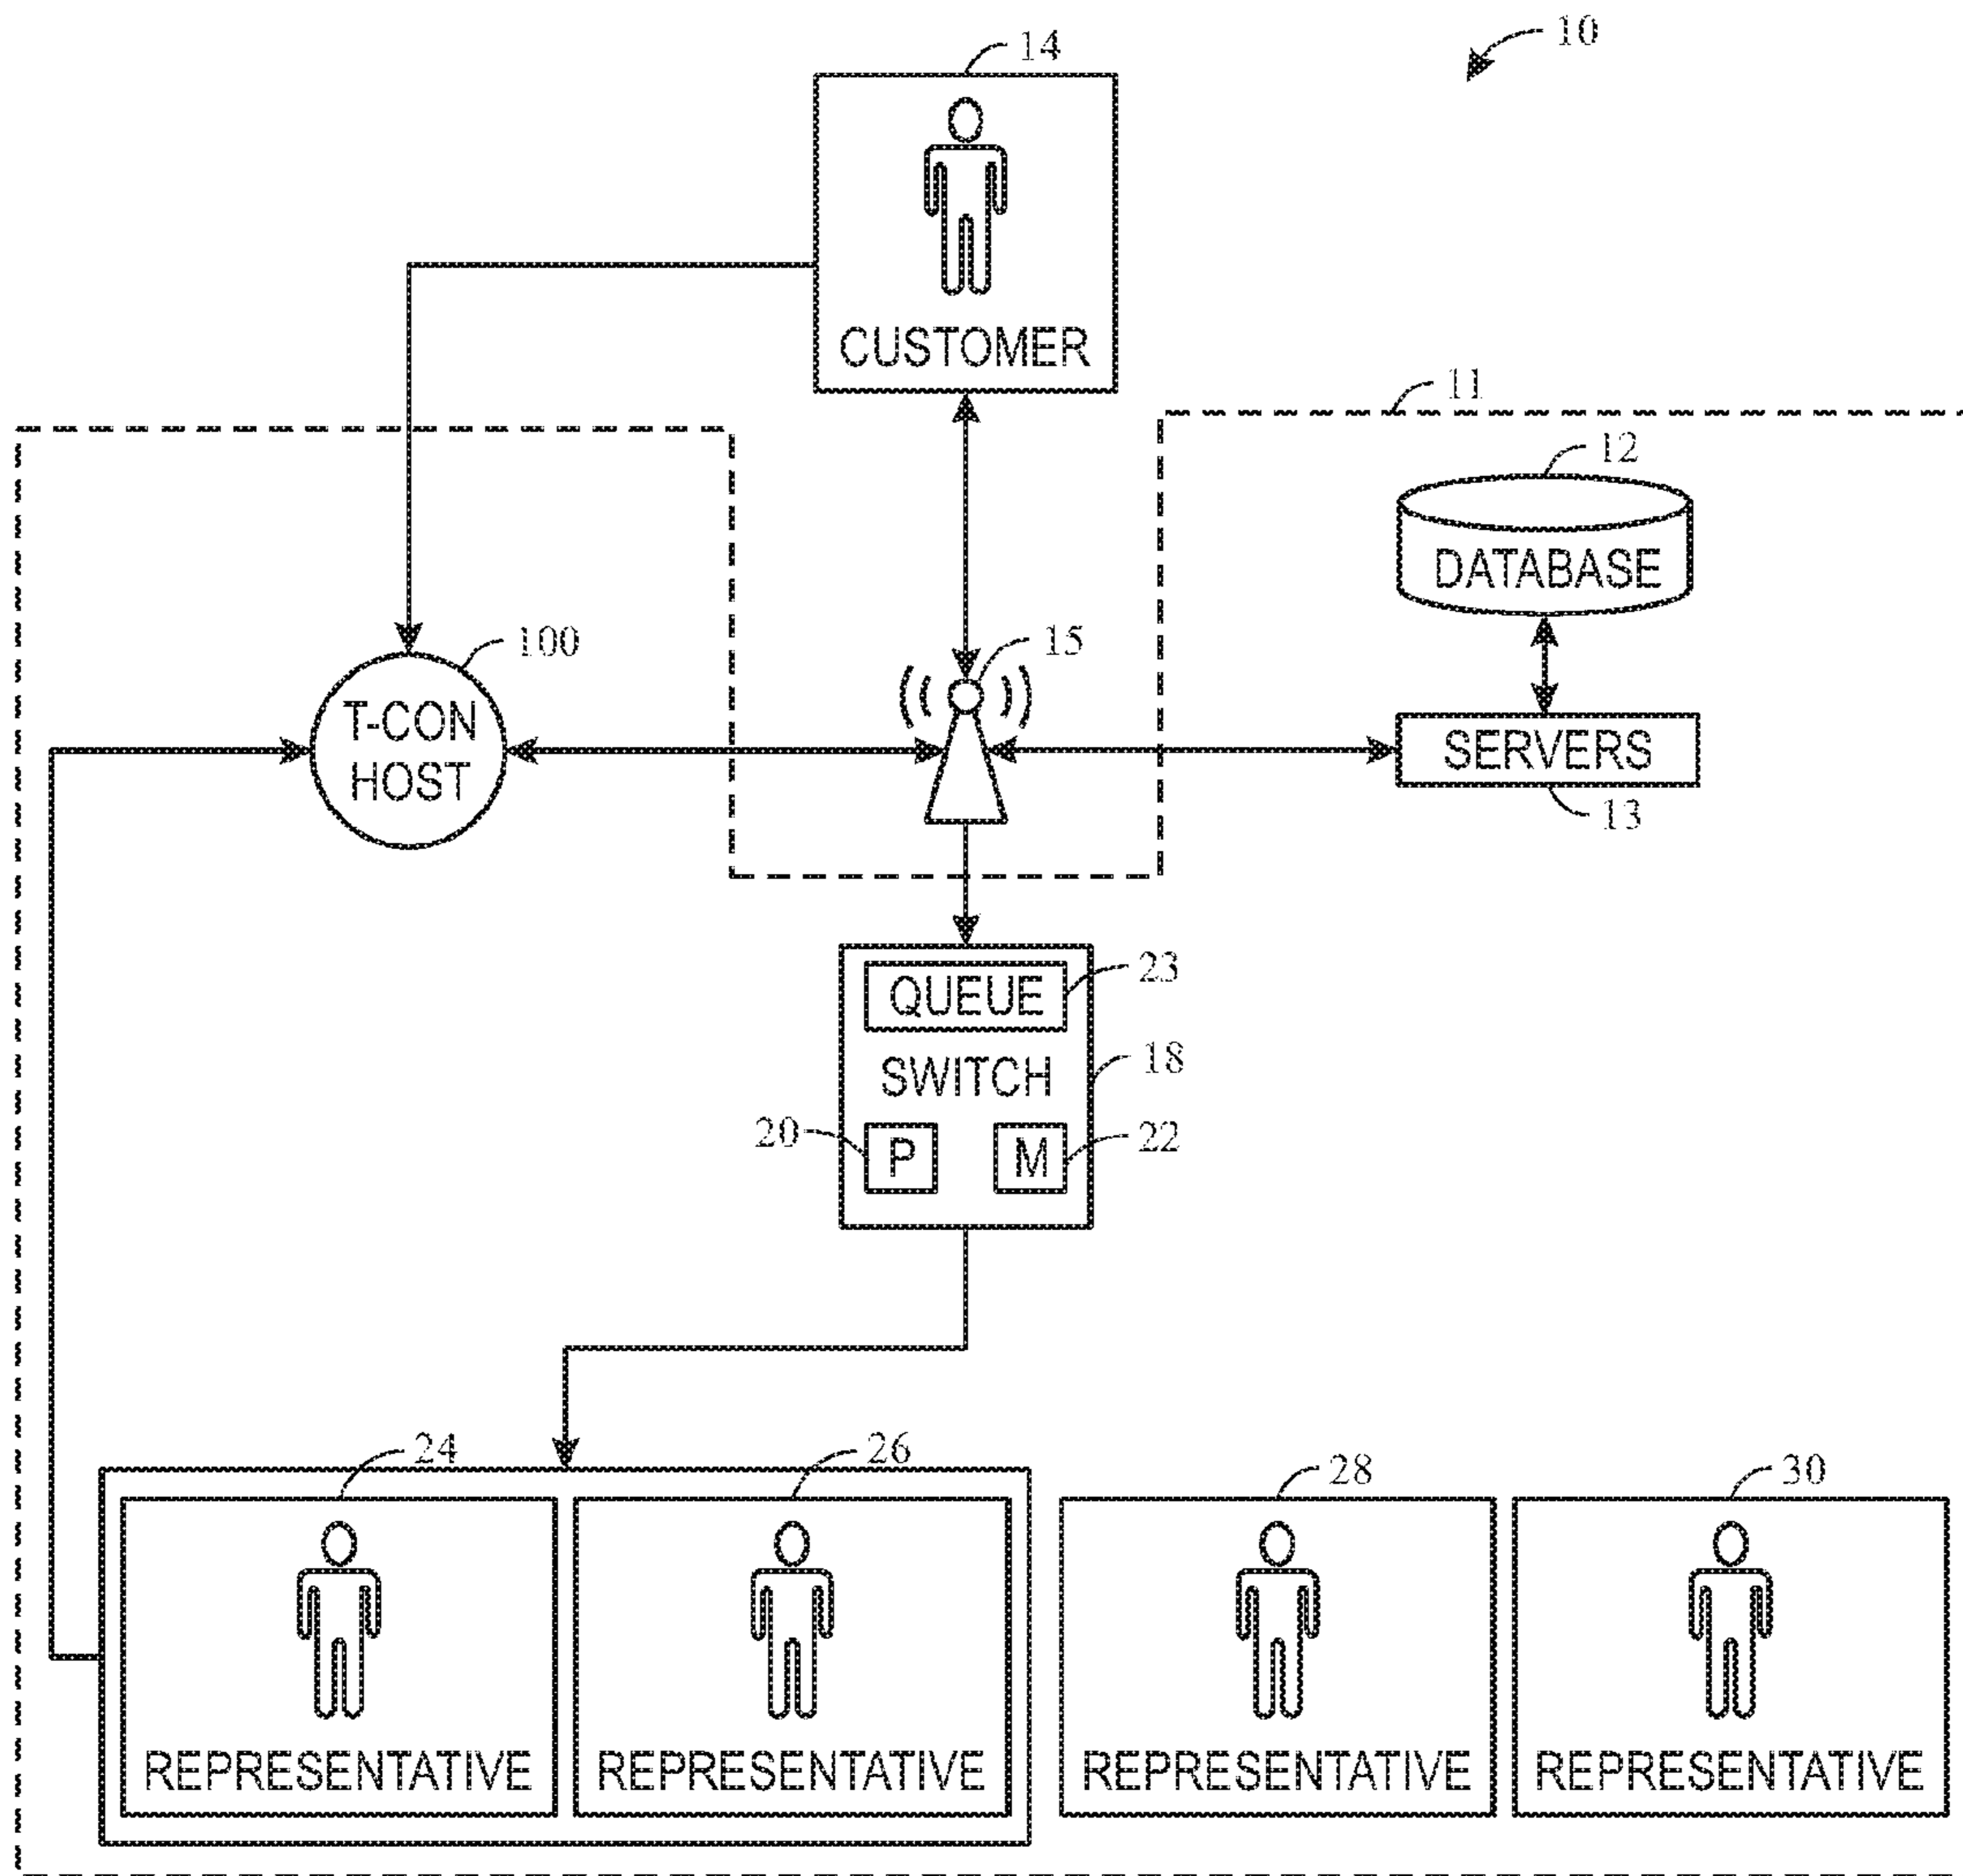 10
14
CUSTOMER
11
12
DATABASE
100
T-CON
HOST
15
SERVERS
13
QUEUE
23
SWITCH
18
20
P
M
22
24
26
28
30
REPRESENTATIVE
REPRESENTATIVE
REPRESENTATIVE
REPRESENTATIVE